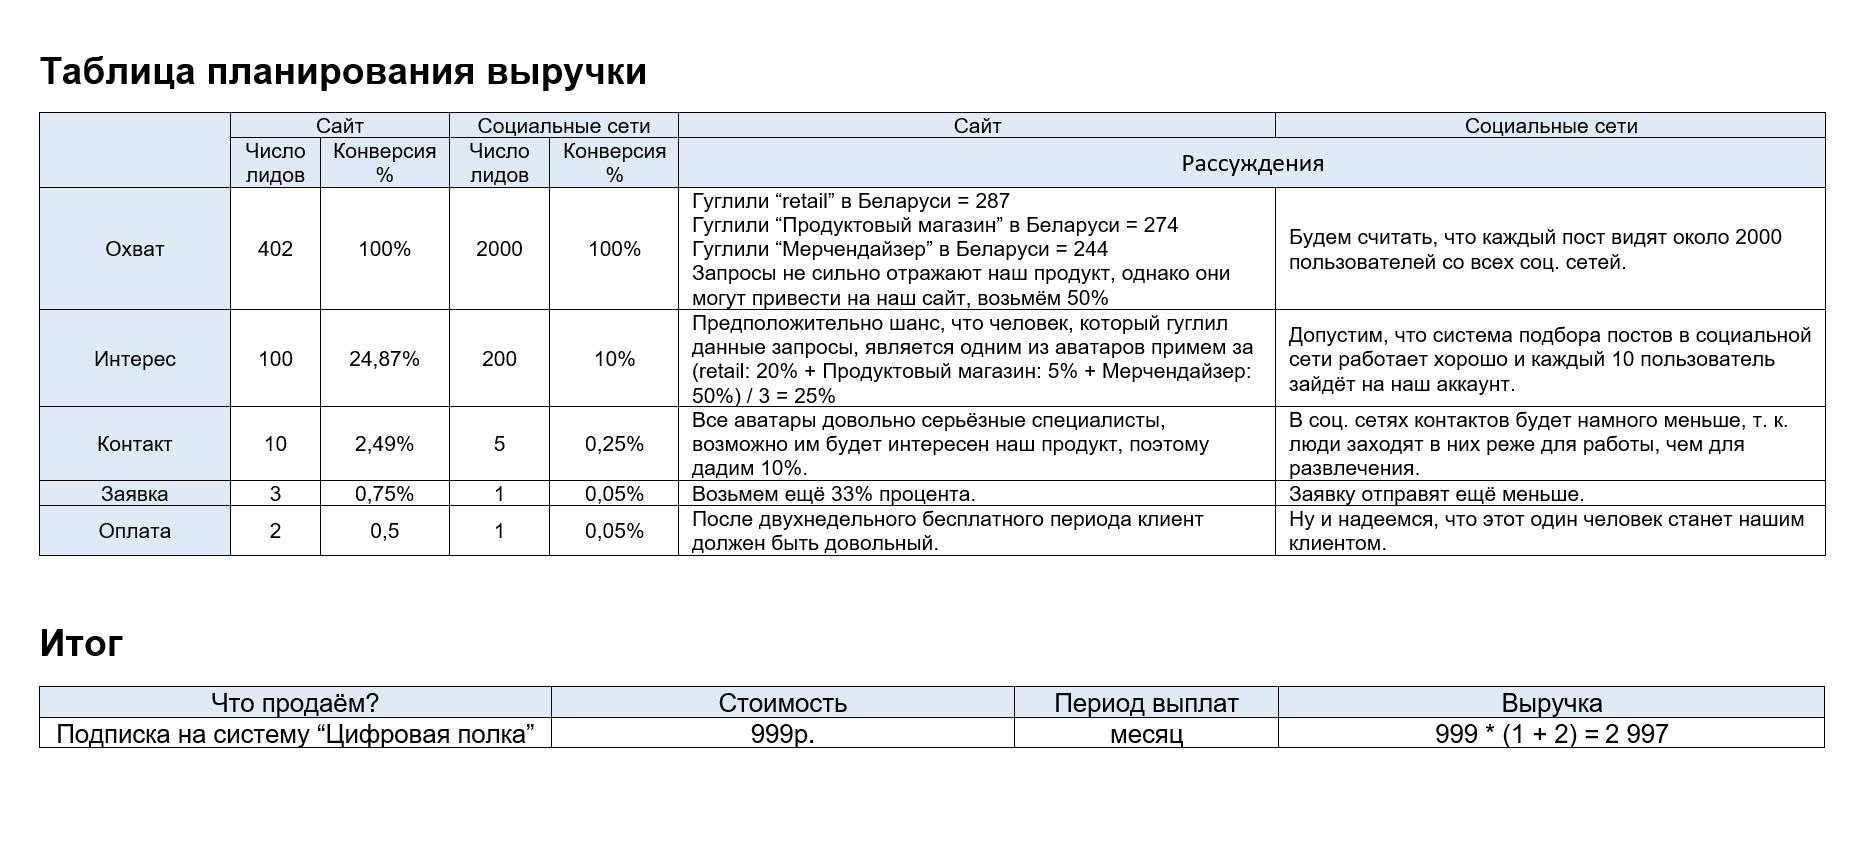 Таблица планирования выручки
Сайт
Социальные сети
Сайт
Социальные сети
Число
лидов
Конверсия
%
Число
лидов
Конверсия
%
Рассуждения
Охват
402
100%
2000
100%
Гуглили “retail” в Беларуси = 287
Гуглили “Продуктовый магазин” в Беларуси = 274
Гуглили “Мерчендайзер” в Беларуси = 244
Запросы не сильно отражают наш продукт, однако они
могут привести на наш сайт, возьмём 50%
Будем считать, что каждый пост видят около 2000
пользователей со всех соц. сетей.
Интерес
100
24,87%
200
10%
Предположительно шанс, что человек, который гуглил
данные запросы, является одним из аватаров примем за
(retail: 20% + Продуктовый магазин: 5% + Мерчендайзер:
50%) / 3 = 25%
Допустим, что система подбора постов в социальной
сети работает хорошо и каждый 10 пользователь
зайдёт на наш аккаунт.
Контакт
10
2,49%
5
0,25%
Все аватары довольно серьёзные специалисты,
возможно им будет интересен наш продукт, поэтому
дадим 10%.
В соц. сетях контактов будет намного меньше, т. к.
люди заходят в них реже для работы, чем для
развлечения.
Заявка
3
0,75%
1
0,05%
Возьмем ещё 33% процента.
Заявку отправят ещё меньше.
Оплата
2
0,5
1
0,05%
После двухнедельного бесплатного периода клиент
должен быть довольный.
Ну и надеемся, что этот один человек станет нашим
клиентом.
Итог
Что продаём?
Стоимость
Период выплат
Выручка
Подписка на систему “Цифровая полка”
999р.
месяц
999 * (1 + 2) = 2 997